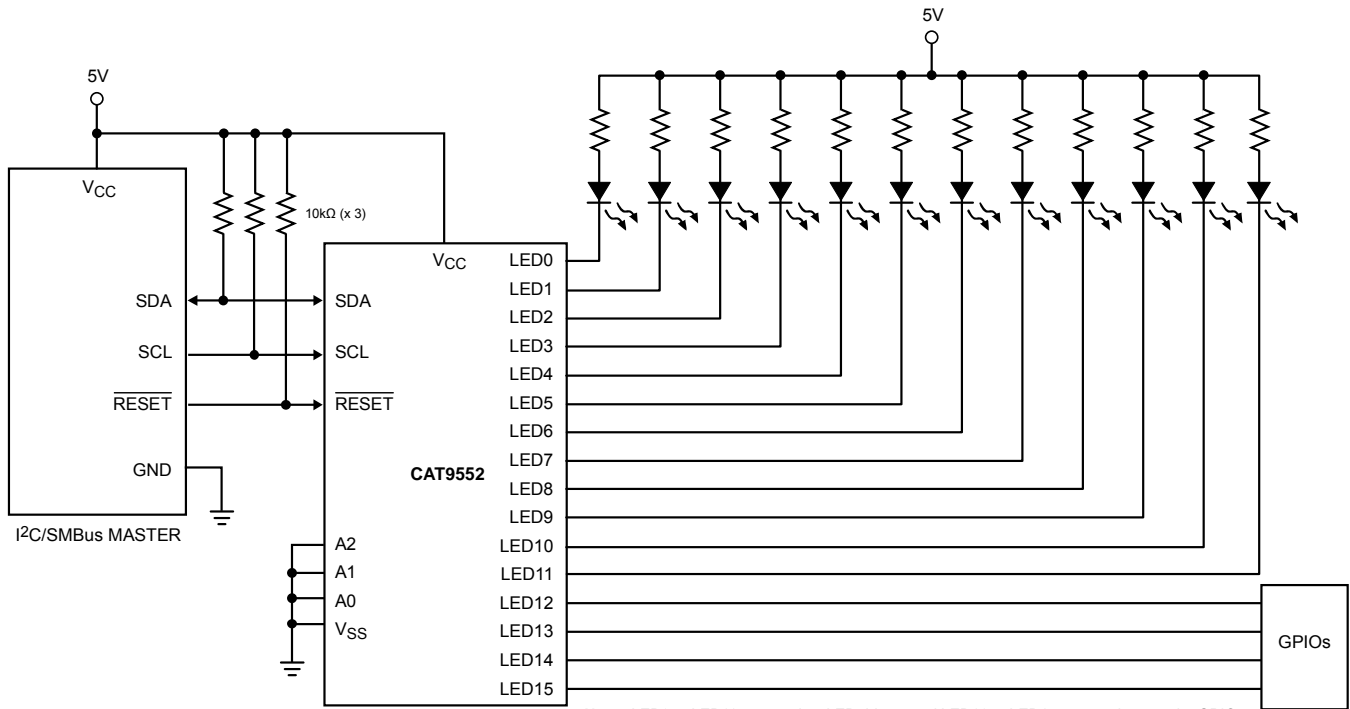 5V
5V
VCC
10kΩ (x 3)
SDA
SCL
RESET
GND
I2C/SMBus MASTER
VCC
SDA
SCL
RESET
CAT9552
A2
A1
A0
VSS
LED0
LED1
LED2
LED3
LED4
LED5
LED6
LED7
LED8
LED9
LED10
LED11
LED12
LED13
LED14
LED15
GPIOs